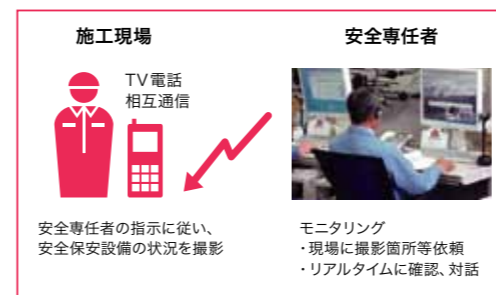 施工現場
TV電話
相互通信
安全専任者の指示に従い、
安全保安設備の状況を撮影
安全専任者
モニタリング
・現場に撮影箇所等依頼
・リアルタイムに確認、対話